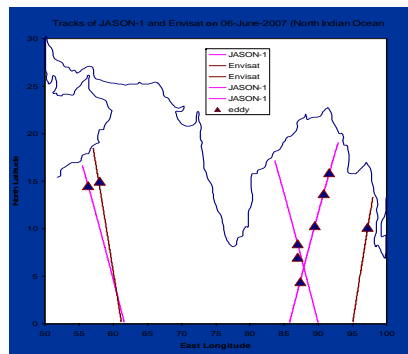 Tracks of JASON-1 and Envisat on 06-June-2007 (North Indian Ocean
30
25
20
15
10
5
0
North Latitude
JASON-1
Envisat
Envisat
JASON-1
JASON-1
eddy
50 55 60 65 70 75 80 85 90 95 100
East Longitude